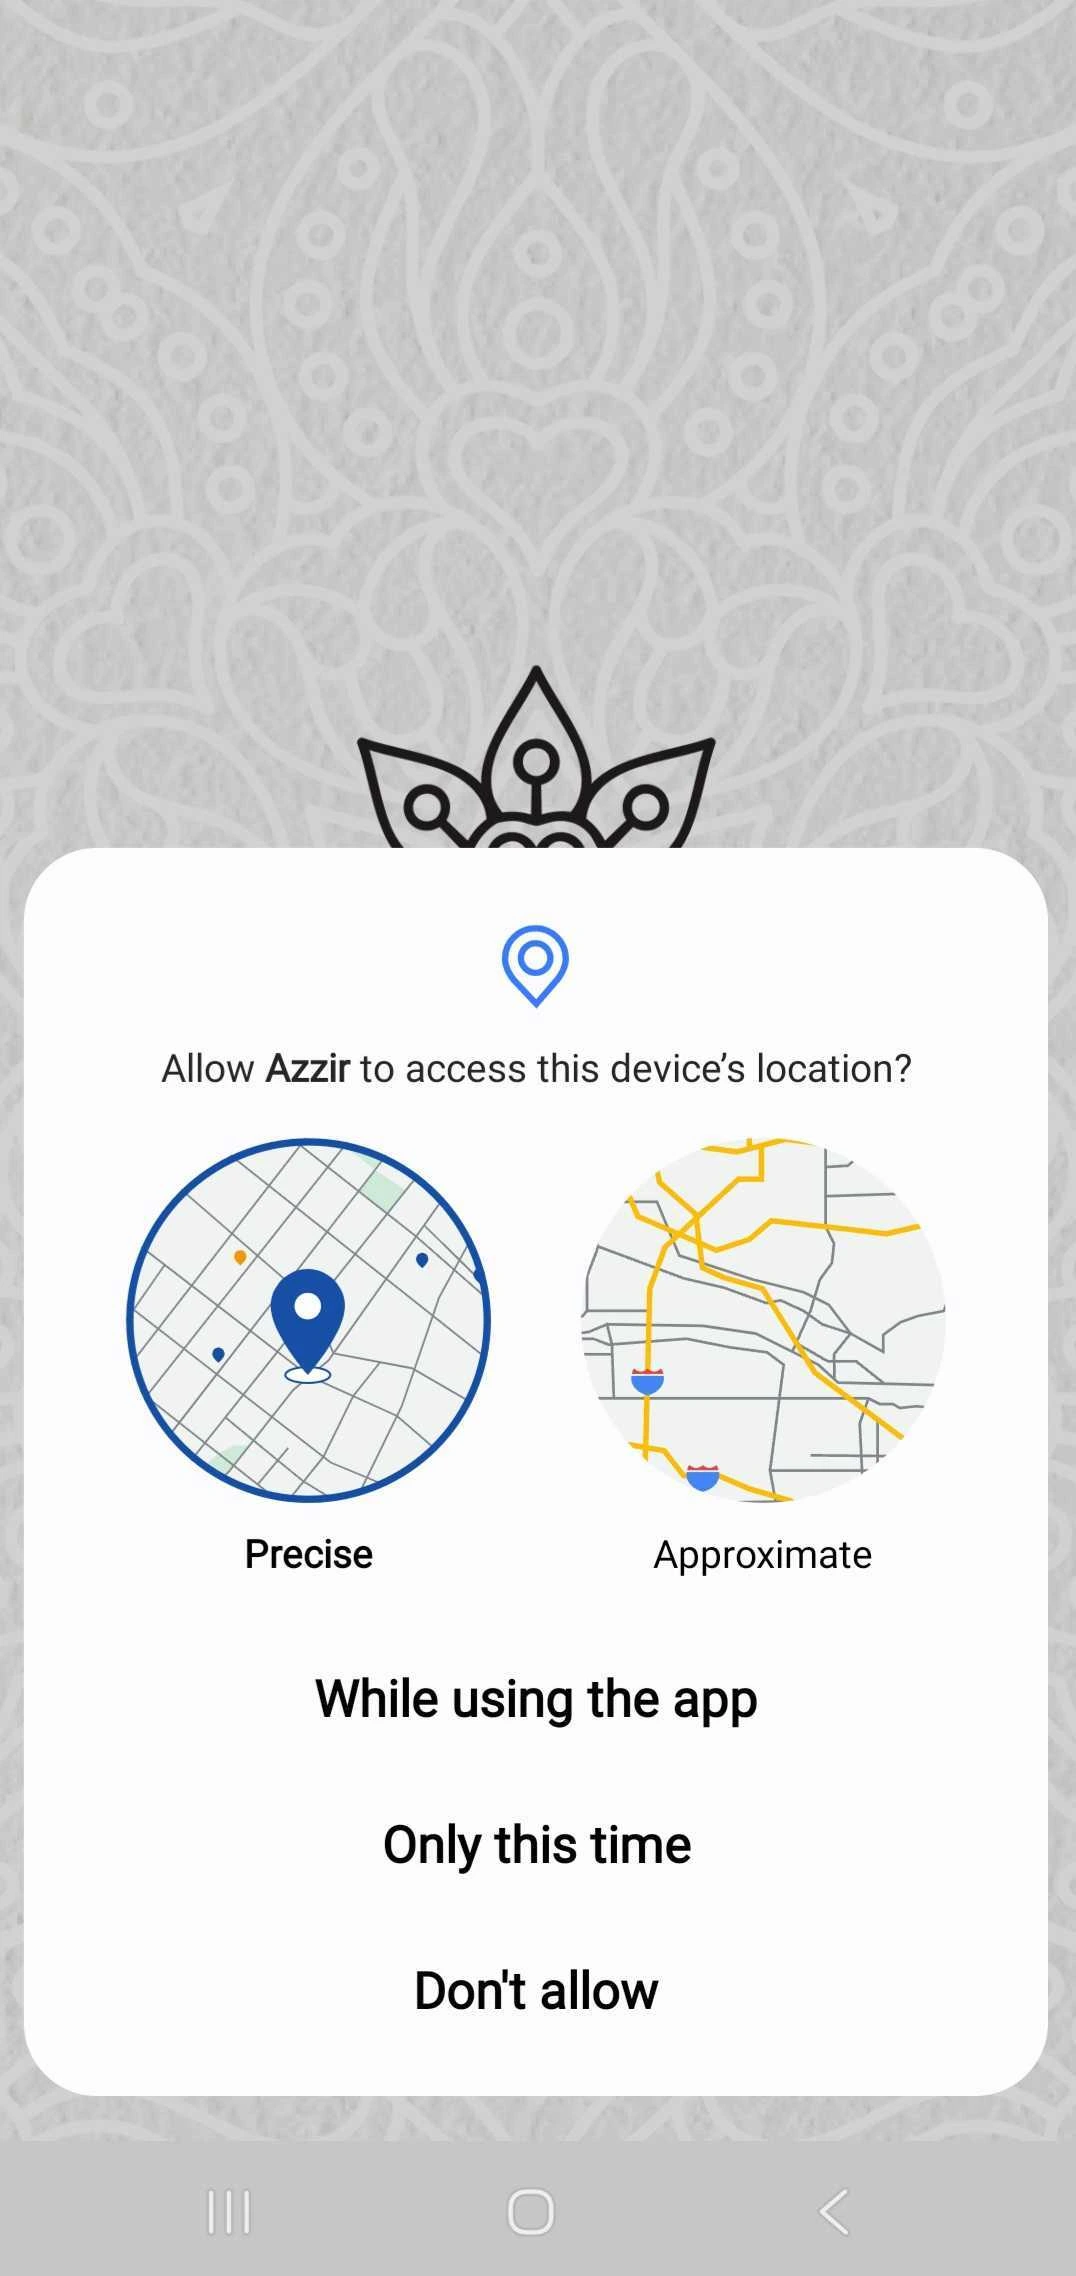 Allow Azzir to access this device’s location?
Precise
Approximate
While using the app
Only this time
Don't allow